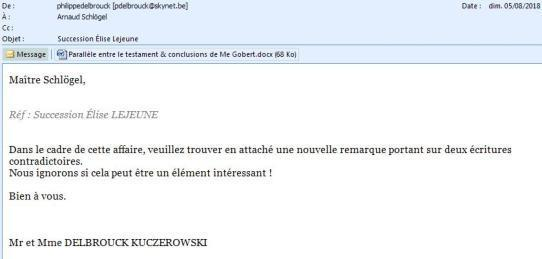 De : philippedelbrouck [pdelbrouck@skynet.be] Date : dim. 05/08/2018
À : Arnaud Schlögel
Cc :
Objet : Succession Élise Lejeune
Message Parallèle entre le testament & conclusions de Me Gobert.docx (68 Ko)
Maître Schlögel,
Réf : Succession Élise LEJEUNE
Dans le cadre de cette affaire, veuillez trouver en attaché une nouvelle remarque portant sur deux écritures
contradictoires.
Nous ignorons si cela peut être un élément intéressant !
Bien à vous.
Mr et Mme DELBROUCK KUCZEROWSKI